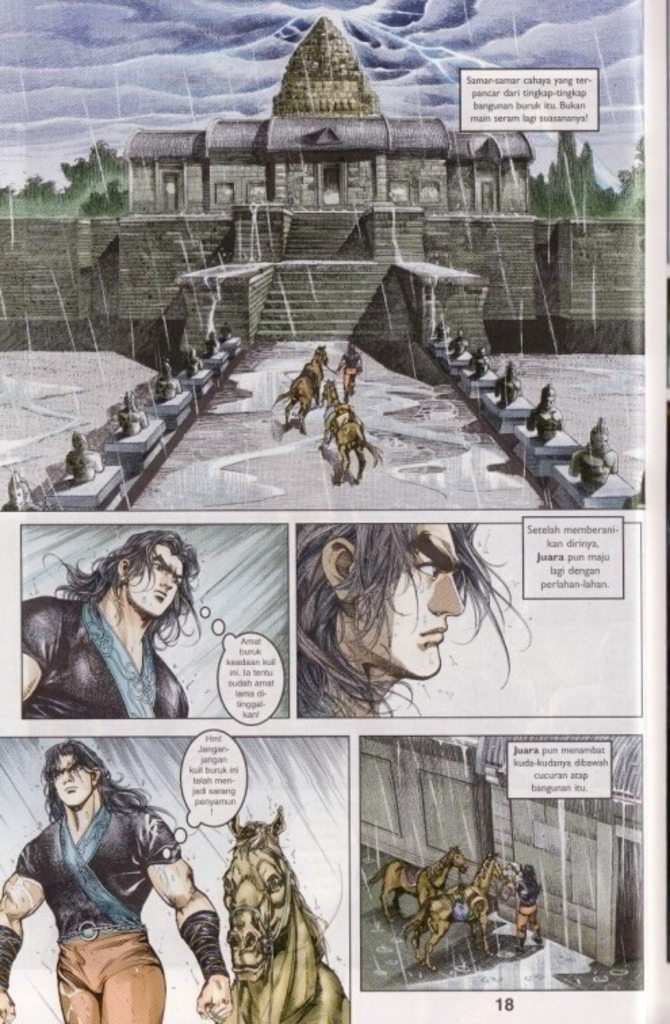 Samar-samar cahaya yang ter-
pancar dari tingkap-tingkap
bangunan buruk itu. Bukan
main seram lagi suasananya!
Setelah memberani-
kan dirinya,
Juara pun maju
lagi dengan
perlahan-lahan.
Amat
buruk
keadaan kuil
ini. Ia tentu
sudah amat
lama di-
tinggal-
kan!
Hm!
Jangan-
jangan
kuil buruk ini
telah men-
jadi sarang
penyamun
!
Juara pun menambat
kuda-kudanya dibawah
cucuran atap
bangunan itu.
18